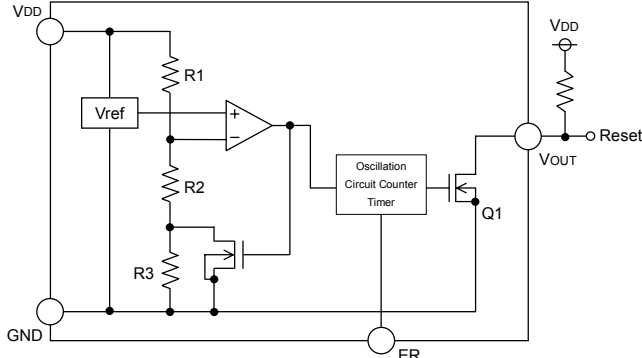 VDD
R1
Vref
+
−
R2
R3
Oscillation
Circuit Counter
Timer
Q1
VDD
Reset
VOUT
GND
ER